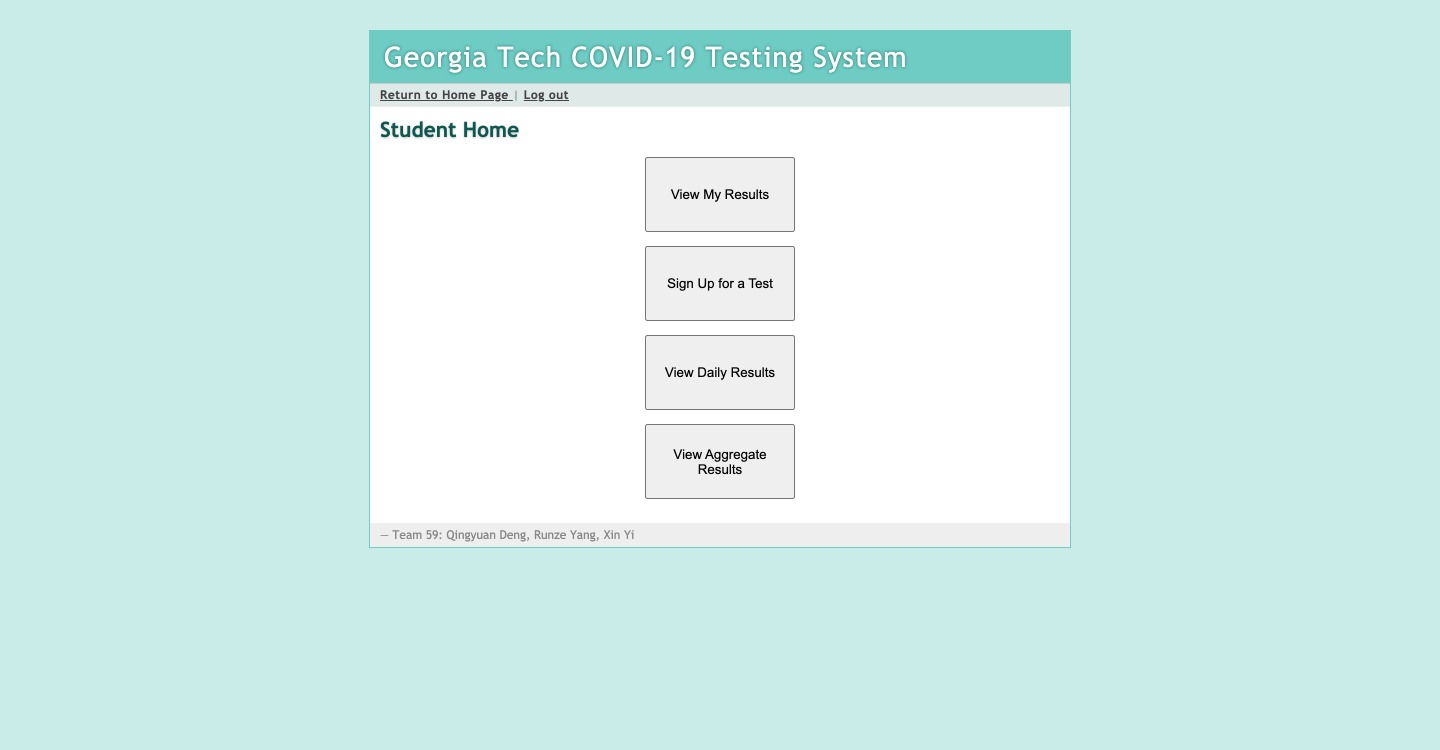 Georgia Tech COVID-19 Testing System
Return to Home Page | Log out
Student Home
View My Results
Sign Up for a Test
View Daily Results
View Aggregate
Results
— Team 59: Qingyuan Deng, Runze Yang, Xin Yi